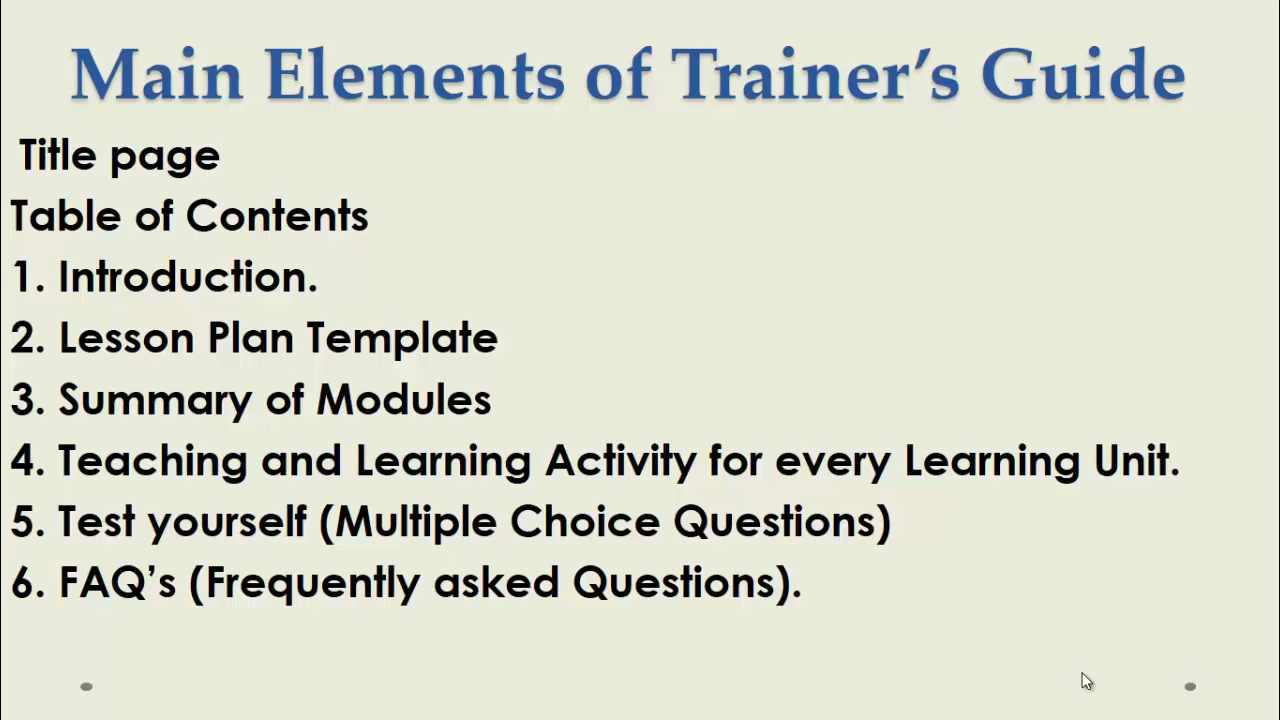 Main Elements of Trainer’s Guide
Title page
Table of Contents
1. Introduction.
2. Lesson Plan Template
3. Summary of Modules
4. Teaching and Learning Activity for every Learning Unit.
5. Test yourself (Multiple Choice Questions)
6. FAQ’s (Frequently asked Questions).